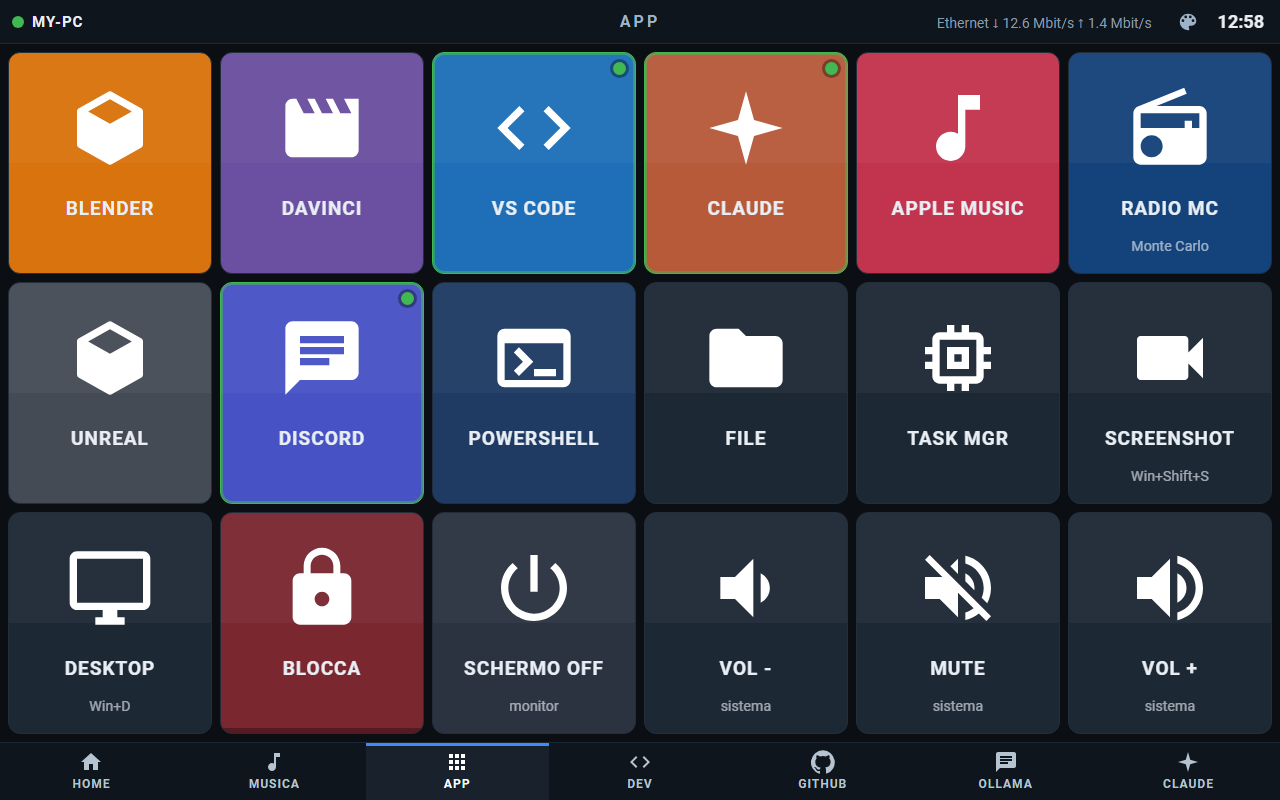 MY-PC
APP
Ethernet ↓ 12.6 Mbit/s ↑ 1.4 Mbit/s
12:58
BLENDER
DAVINCI
VS CODE
CLAUDE
APPLE MUSIC
RADIO MC
Monte Carlo
UNREAL
DISCORD
POWERSHELL
FILE
TASK MGR
SCREENSHOT
Win+Shift+S
DESKTOP
Win+D
BLOCCA
SCHERMO OFF
monitor
VOL -
sistema
MUTE
sistema
VOL +
sistema
HOME
MUSICA
APP
DEV
GITHUB
OLLAMA
CLAUDE